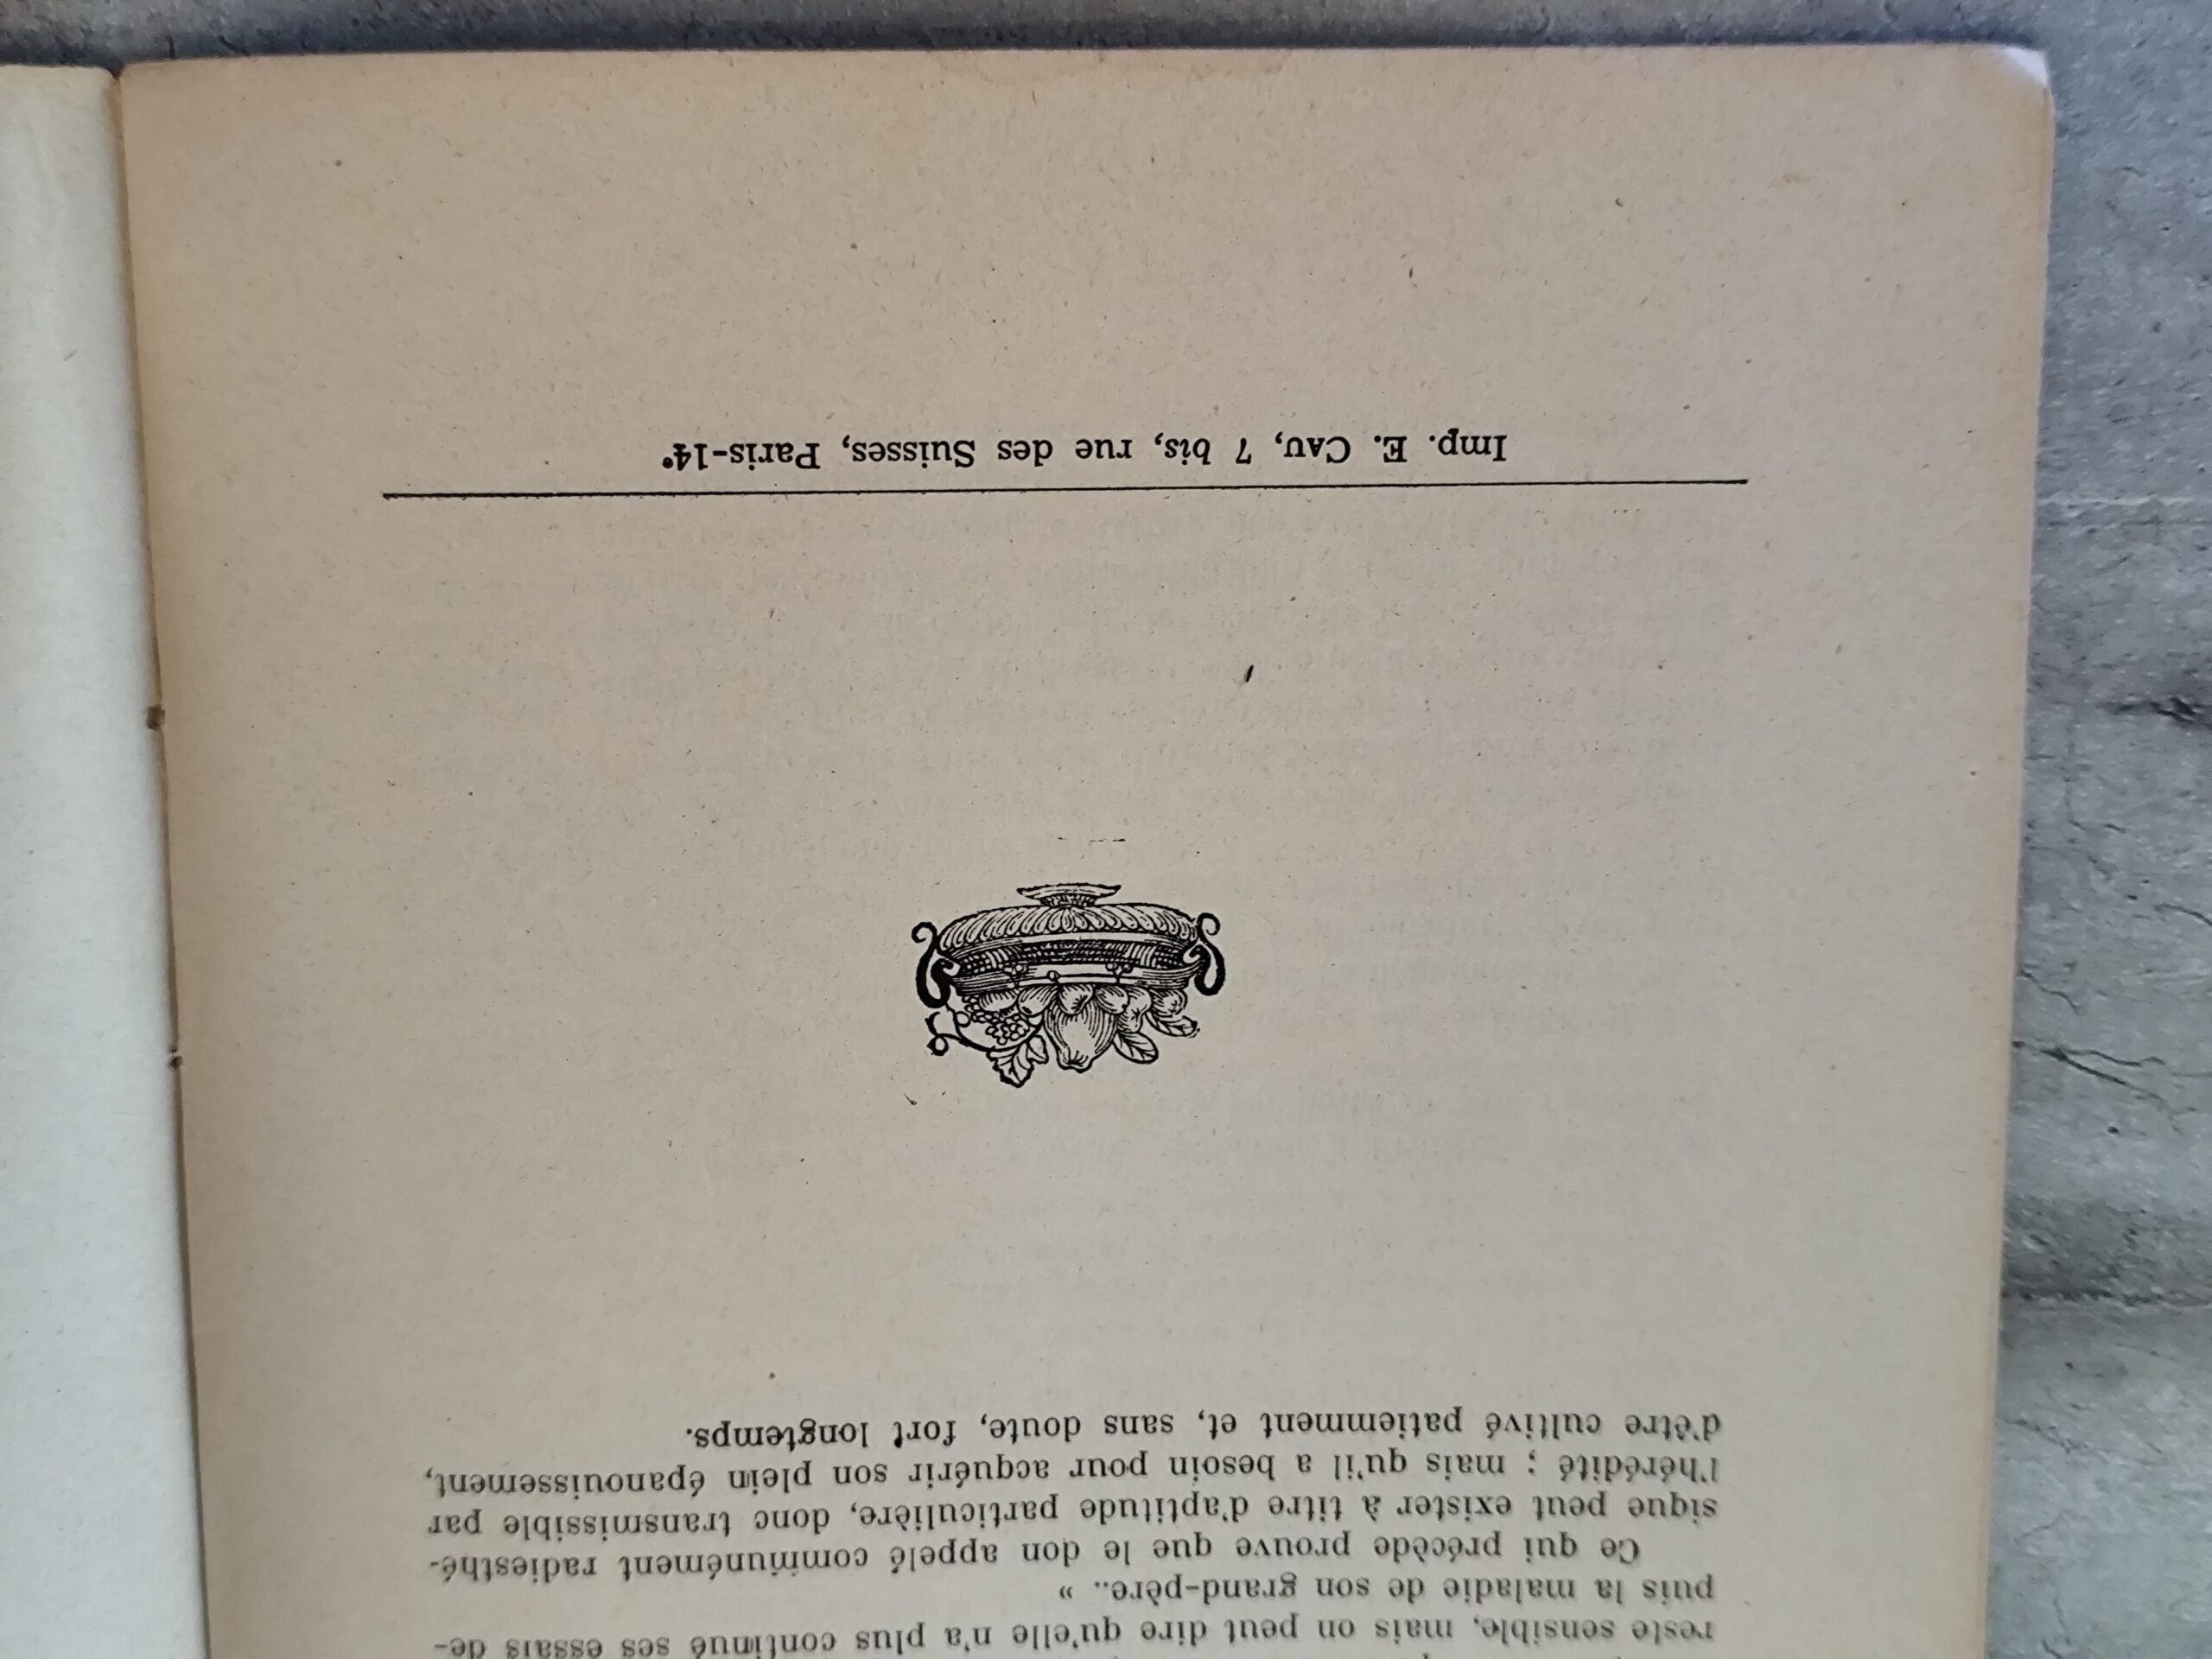 reste sensible, mais on peut dire qu'elle n'a plus continué ses essais de-
puis la maladie de son grand-père.. »
Ce qui précède prouve que le don appelé communément radiesthé-
sique peut exister à titre d'aptitude particulière, donc transmissible par
l'hérédité ; mais qu'il a besoin pour acquérir son plein épanouissement,
d'être cultivé patiemment et, sans doute, fort longtemps.
Imp. E. CAU, 7 bis, rue des Suisses, Paris-14e